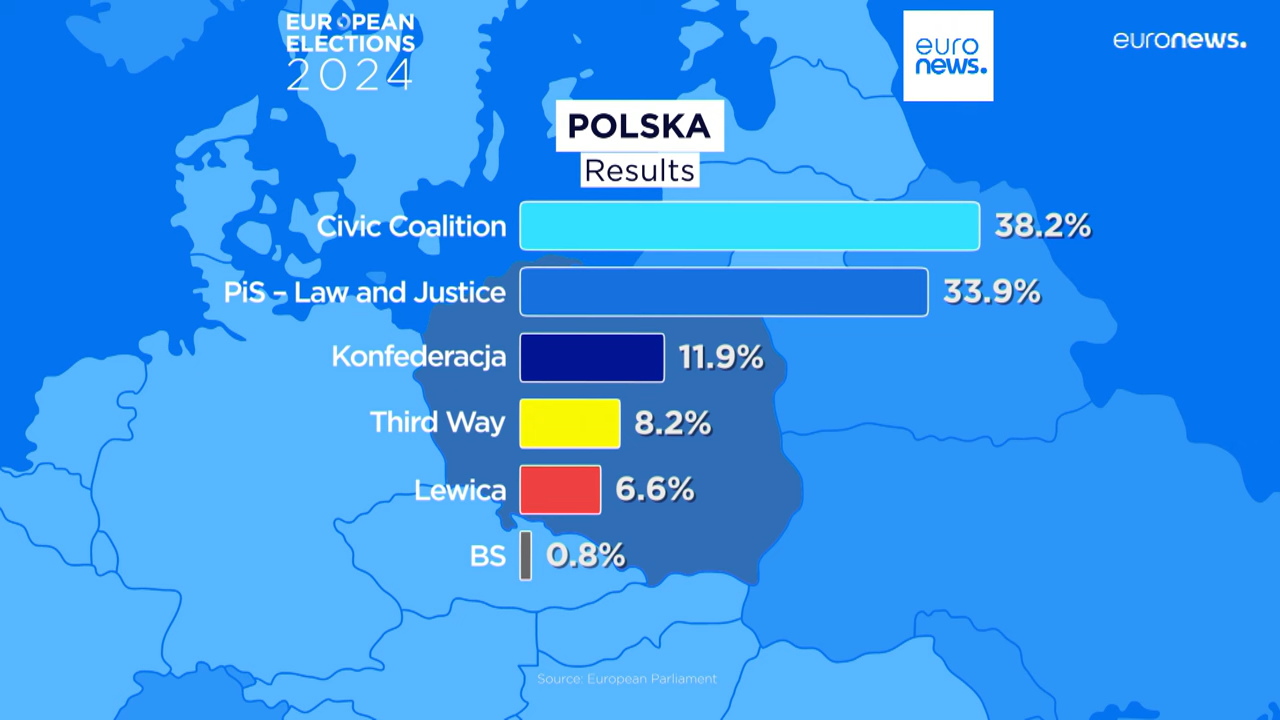 EUROPEAN
ELECTIONS
2024
euro
news.
euronews.
POLSKA
Results
Civic Coalition 38.2%
PiS – Law and Justice 33.9%
Konfederacja 11.9%
Third Way 8.2%
Lewica 6.6%
BS 0.8%
Source: European Parliament